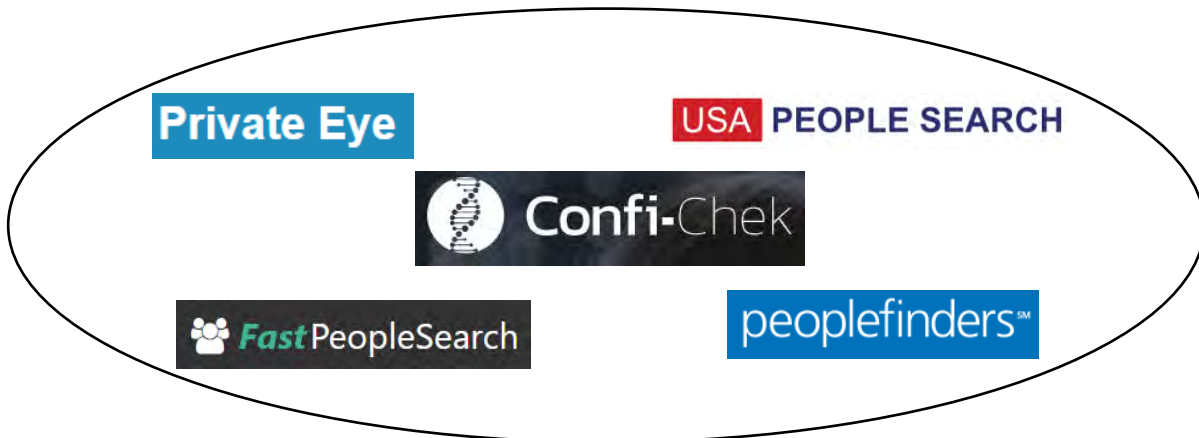 Private Eye
USA PEOPLE SEARCH
Confi-Chek
FastPeopleSearch
peoplefinders℠